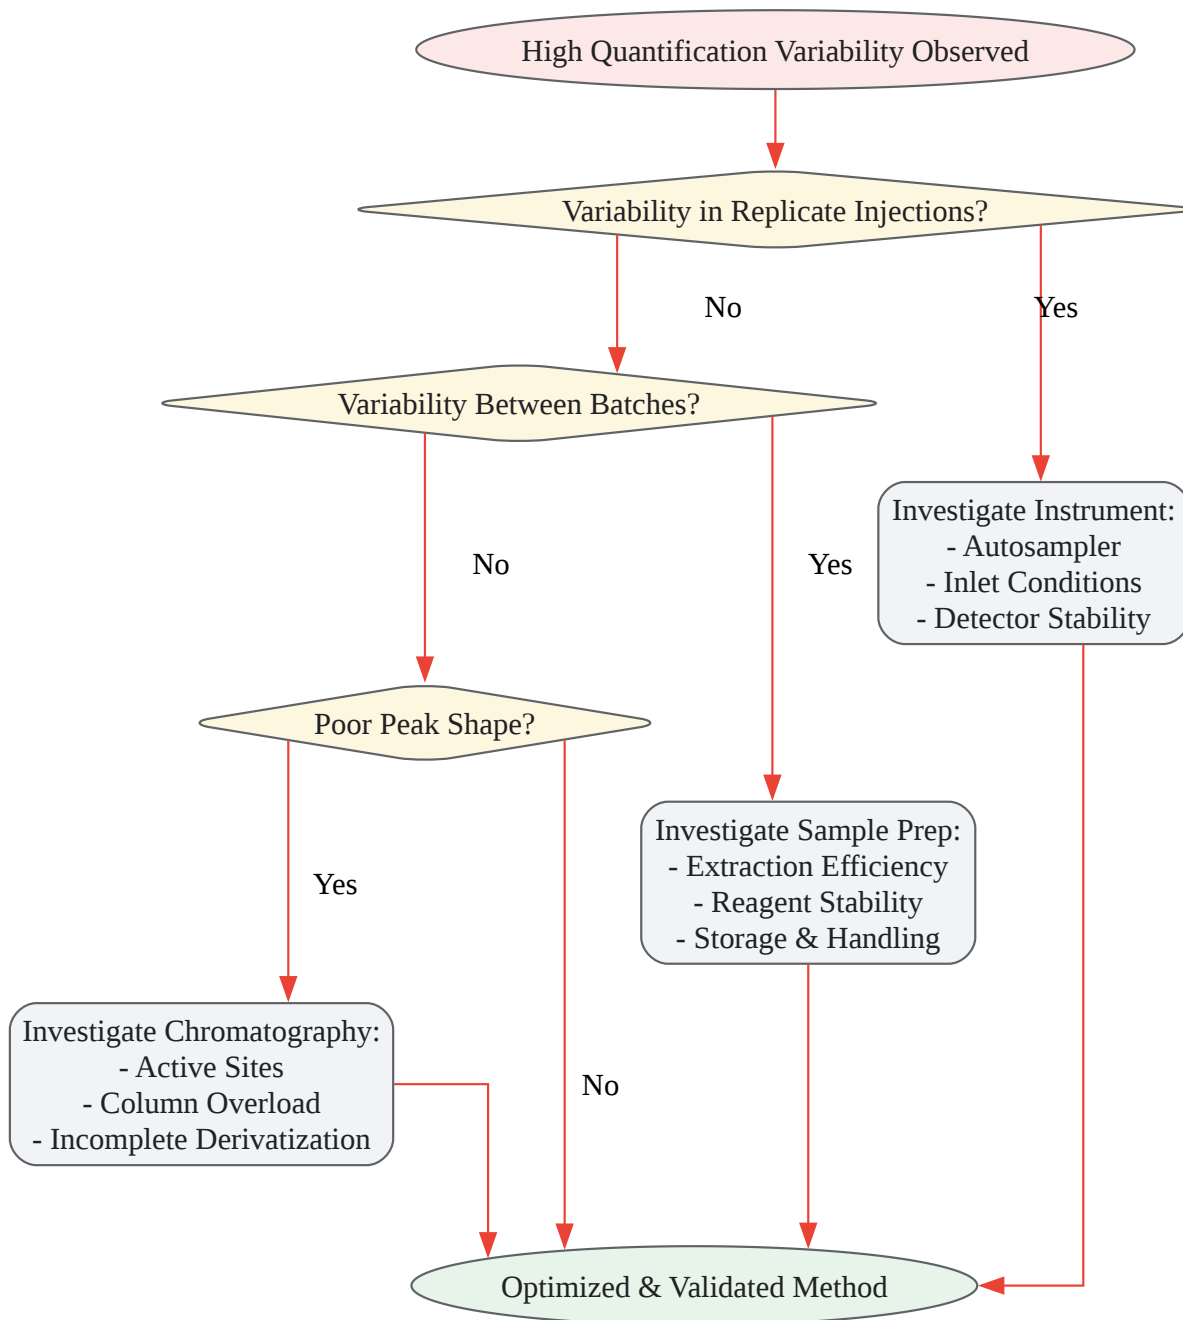 High Quantification Variability Observed
Variability in Replicate Injections?
No
Yes
Variability Between Batches?
Investigate Instrument:
- Autosampler
- Inlet Conditions
- Detector Stability
No
Yes
Poor Peak Shape?
Investigate Sample Prep:
- Extraction Efficiency
- Reagent Stability
- Storage & Handling
Yes
Investigate Chromatography:
- Active Sites
- Column Overload
- Incomplete Derivatization
No
Optimized & Validated Method